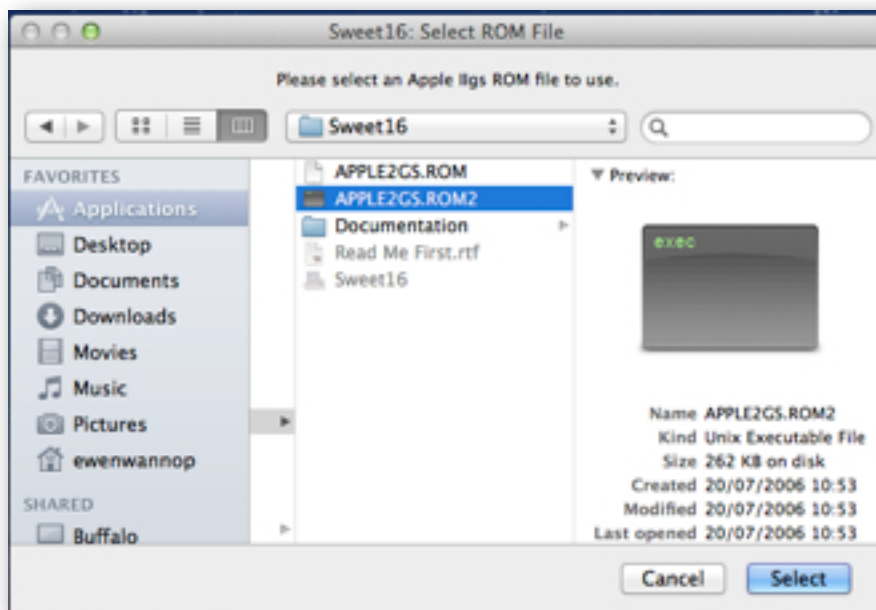 Sweet16: Select ROM File
Please select an Apple IIgs ROM file to use.
Sweet16
FAVORITES
Applications
Desktop
Documents
Downloads
Movies
Music
Pictures
ewenwannop
SHARED
Buffalo
APPLE2GS.ROM
APPLE2GS.ROM2
Documentation
Read Me First.rtf
Sweet16
Preview:
exec
Name APPLE2GS.ROM2
Kind Unix Executable File
Size 262 KB on disk
Created 20/07/2006 10:53
Modified 20/07/2006 10:53
Last opened 20/07/2006 10:53
Cancel
Select